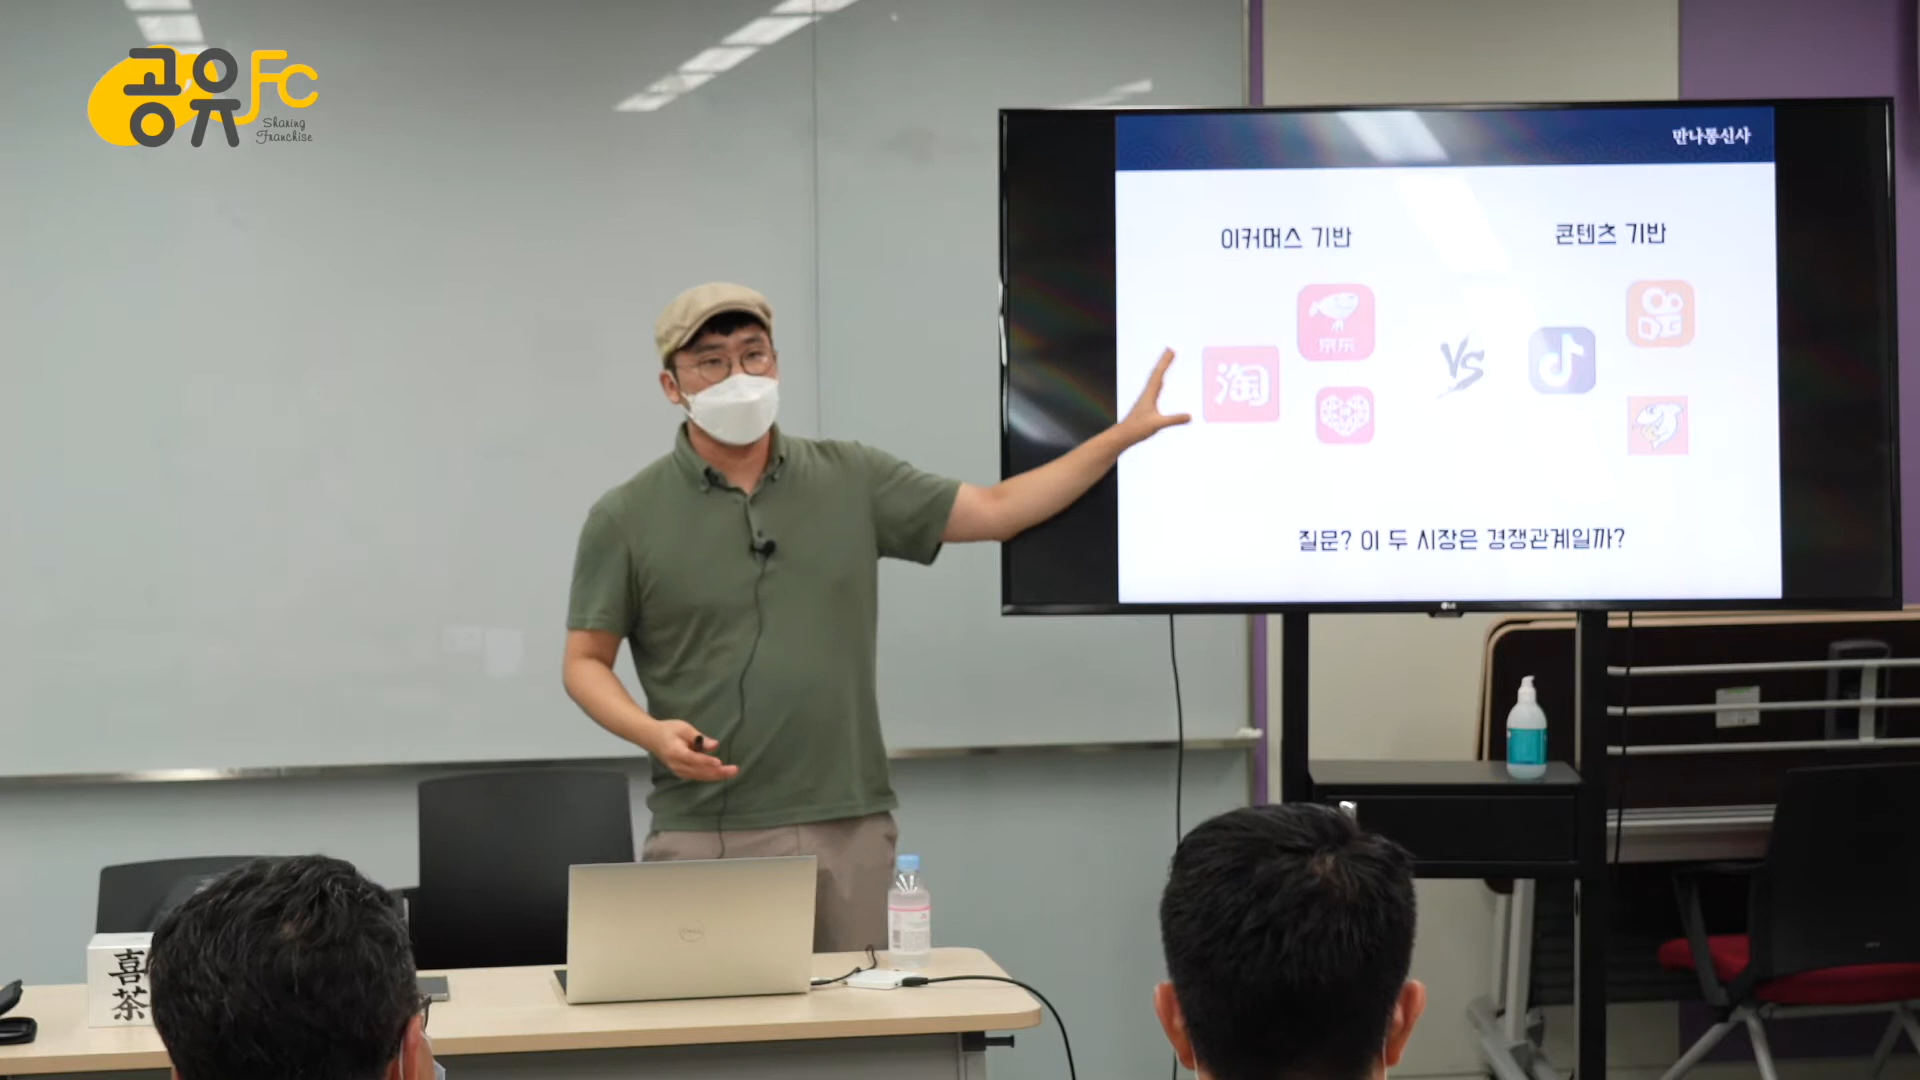 공유FC
Sharing
Franchise
만나통신사
이커머스 기반
콘텐츠 기반
京东
淘
VS
질문? 이 두 시장은 경쟁관계일까?
LG
DELL
喜茶